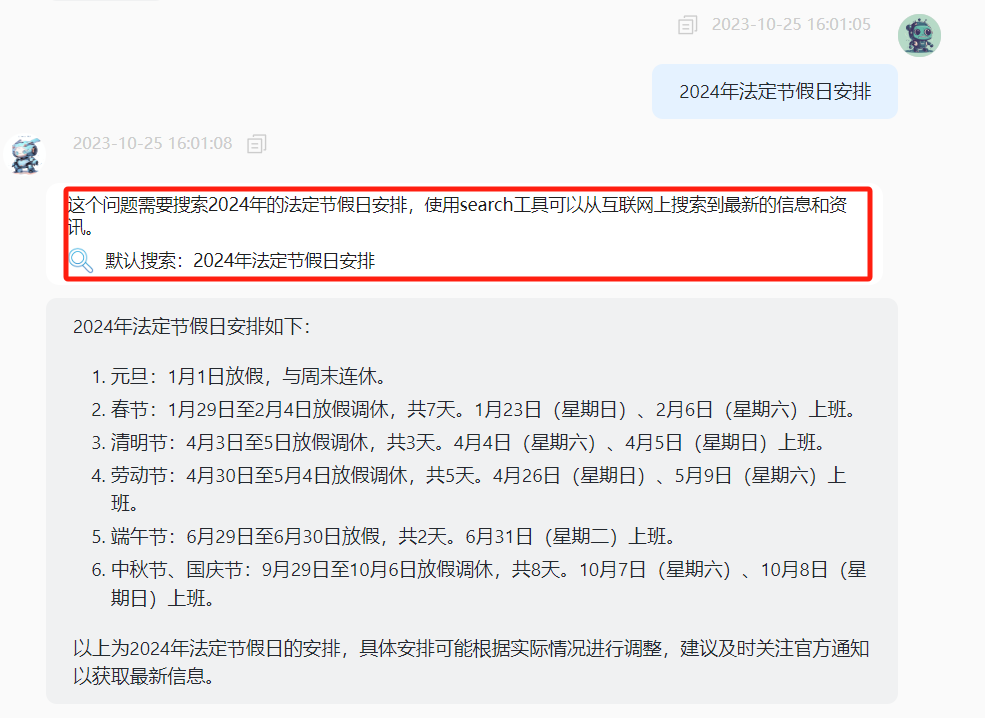 2023-10-25 16:01:05
2024年法定节假日安排
2023-10-25 16:01:08
这个问题需要搜索2024年的法定节假日安排，使用search工具可以从互联网上搜索到最新的信息和资
讯。
默认搜索：2024年法定节假日安排
2024年法定节假日安排如下：
1. 元旦：1月1日放假，与周末连休。
2. 春节：1月29日至2月4日放假调休，共7天。1月23日（星期日）、2月6日（星期六）上班。
3. 清明节：4月3日至5日放假调休，共3天。4月4日（星期六）、4月5日（星期日）上班。
4. 劳动节：4月30日至5月4日放假调休，共5天。4月26日（星期日）、5月9日（星期六）上
班。
5. 端午节：6月29日至6月30日放假，共2天。6月31日（星期二）上班。
6. 中秋节、国庆节：9月29日至10月6日放假调休，共8天。10月7日（星期六）、10月8日（星
期日）上班。
以上为2024年法定节假日的安排，具体安排可能根据实际情况进行调整，建议及时关注官方通知
以获取最新信息。